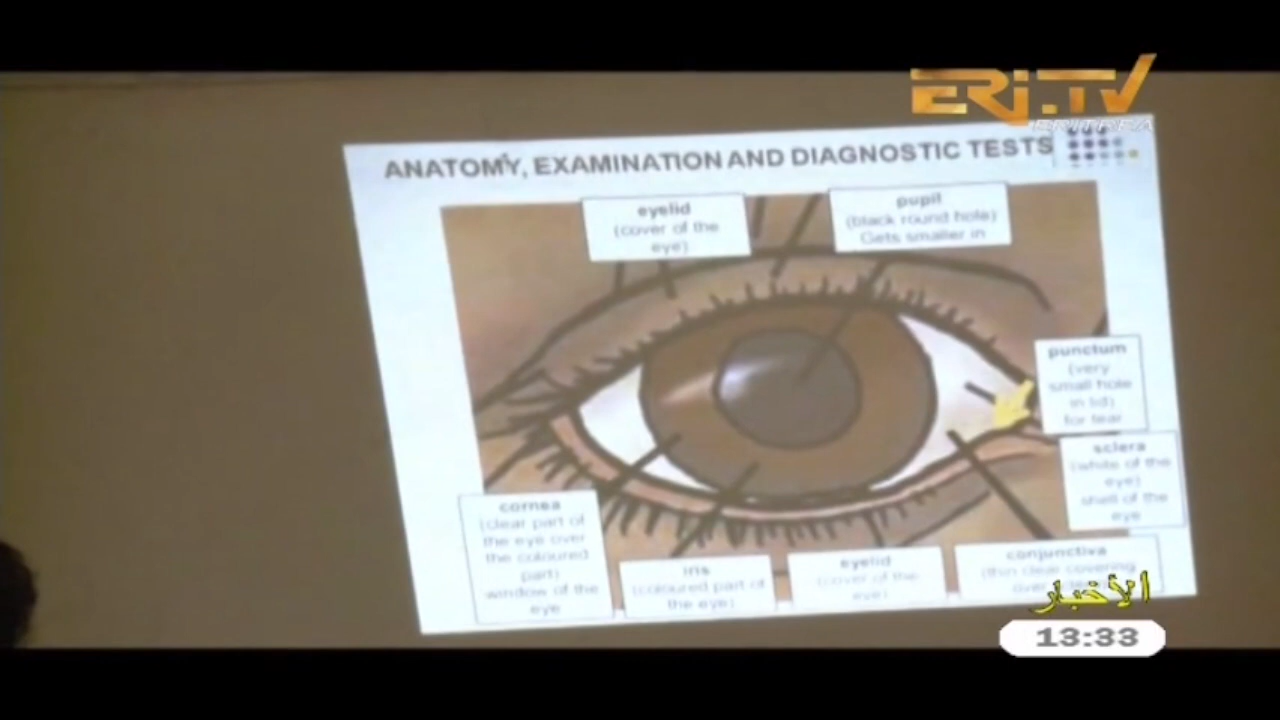 ERi.TV
ERITREA
ANATOMY, EXAMINATION AND DIAGNOSTIC TESTS
eyelid
(cover of the
eye)
pupil
(black round hole)
Gets smaller in
punctum
(very
small hole
in lid)
for tear
sclera
(white of the
eye)
shell of the
eye
cornea
(clear part of
the eye over
the coloured
part)
window of the
eye
iris
(coloured part of
the eye)
eyelid
(cover of the
eye)
conjunctiva
(thin clear covering
over
الأخبار
13:33